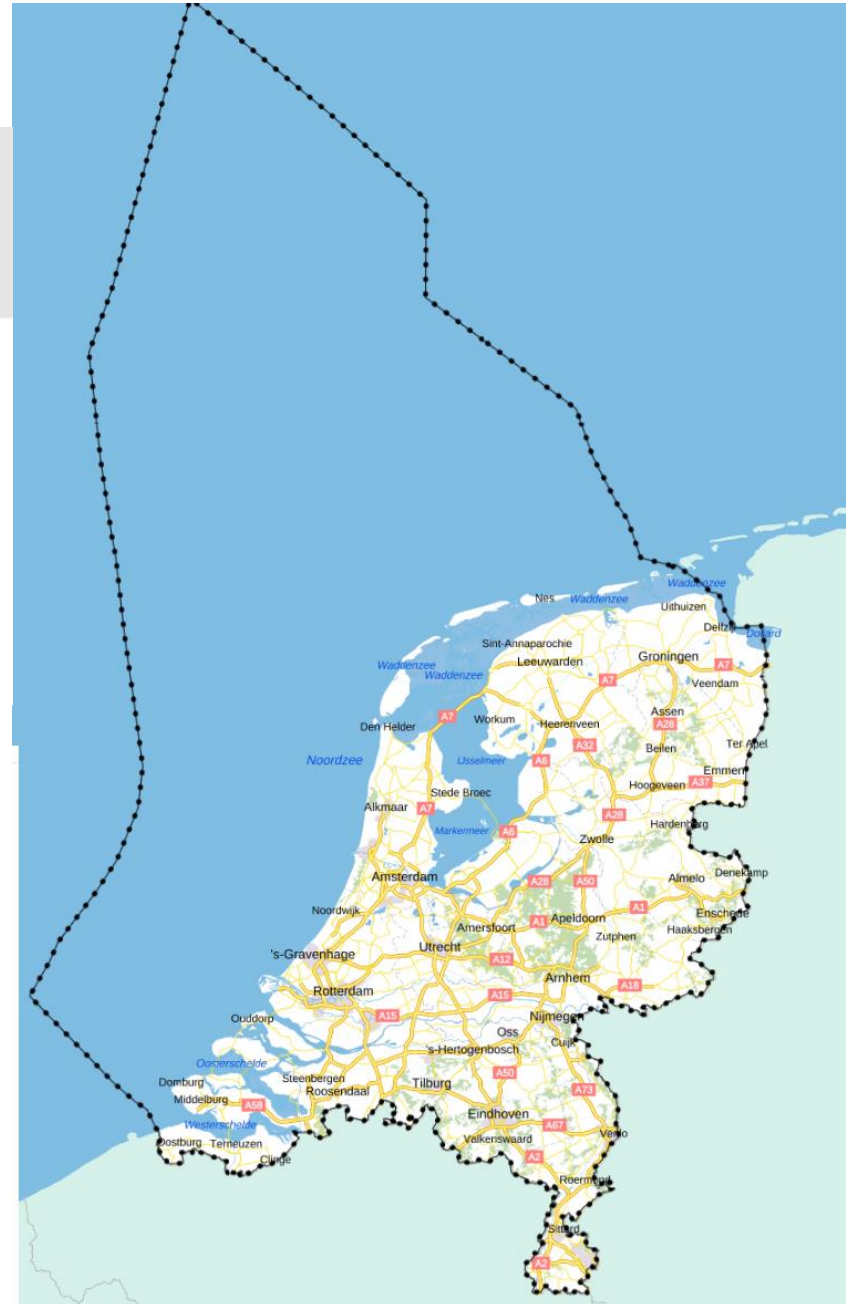 Nes
Waddenzee
Waddenzee
Uithuizen
Delfzijl
Dollard
Sint-Annaparochie
Leeuwarden
Groningen
A7
Waddenzee
Waddenzee
A7
Veendam
Assen
A28
Den Helder
A7
Workum
Heerenveen
A32
Beilen
Ter Apel
Noordzee
IJsselmeer
A6
Emmen
A37
Hoogeveen
Stede Broec
Alkmaar
A7
A28
Markermeer
A6
Hardenberg
Zwolle
Amsterdam
A28
A50
Almelo
Denekamp
Noordwijk
Amersfoort
A1
Apeldoorn
A1
Enschede
Haaksbergen
Zutphen
Utrecht
's-Gravenhage
A12
Arnhem
A18
Rotterdam
A15
A15
Ouddorp
Nijmegen
Oss
Cuijk
's-Hertogenbosch
Oosterschelde
Steenbergen
Roosendaal
Tilburg
A50
A73
Domburg
Middelburg
A58
Eindhoven
A67
Venlo
Westerschelde
Oostburg
Terneuzen
Clinge
Valkenswaard
A2
Roermond
Sittard
A2